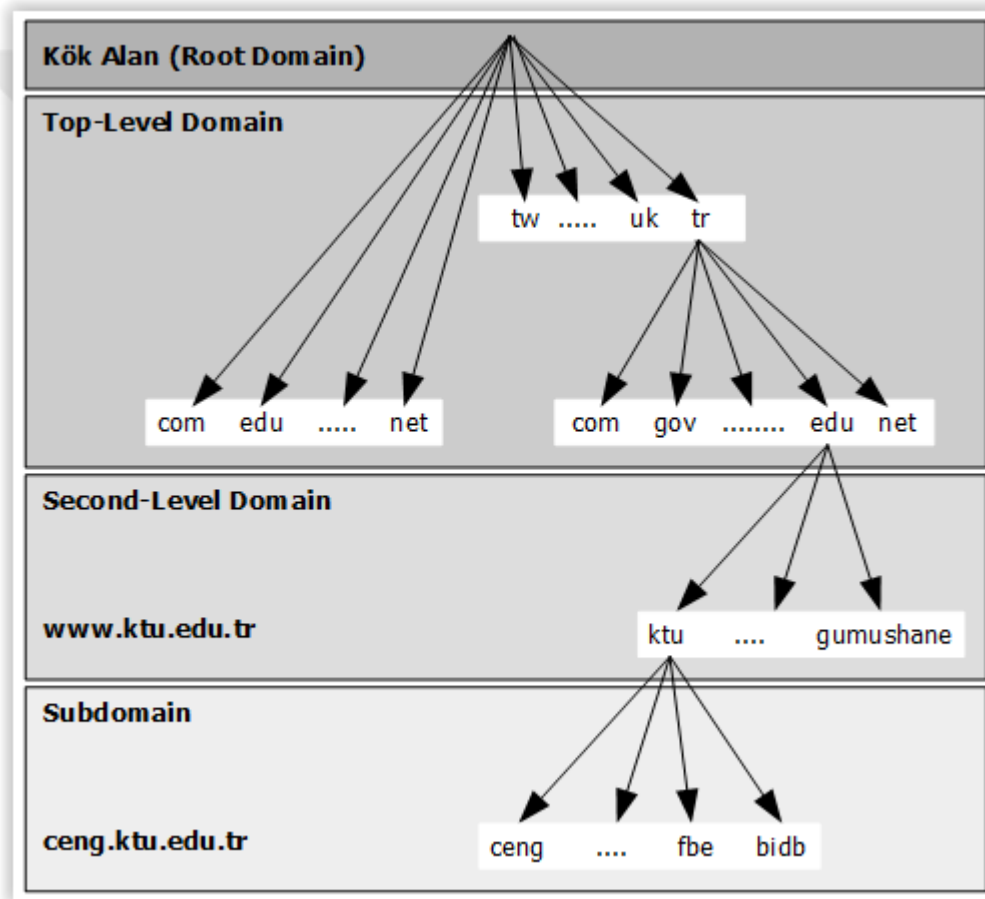 Kök Alan (Root Domain)
Top-Level Domain
tw ..... uk tr
com edu ..... net
com gov ........ edu net
Second-Level Domain
www.ktu.edu.tr
ktu .... gumushane
Subdomain
ceng.ktu.edu.tr
ceng .... fbe bidb